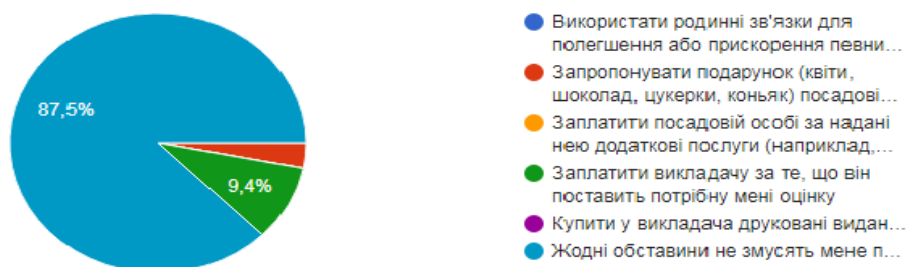 87,5%
9,4%
Використати родинні зв'язки для
полегшення або прискорення певни...
Запропонувати подарунок (квіти,
шоколад, цукерки, коньяк) посадові...
Заплатити посадовій особі за надані
нею додаткові послуги (наприклад,...
Заплатити викладачу за те, що він
поставить потрібну мені оцінку
Купити у викладача друковані видан...
Жодні обставини не змусять мене п...